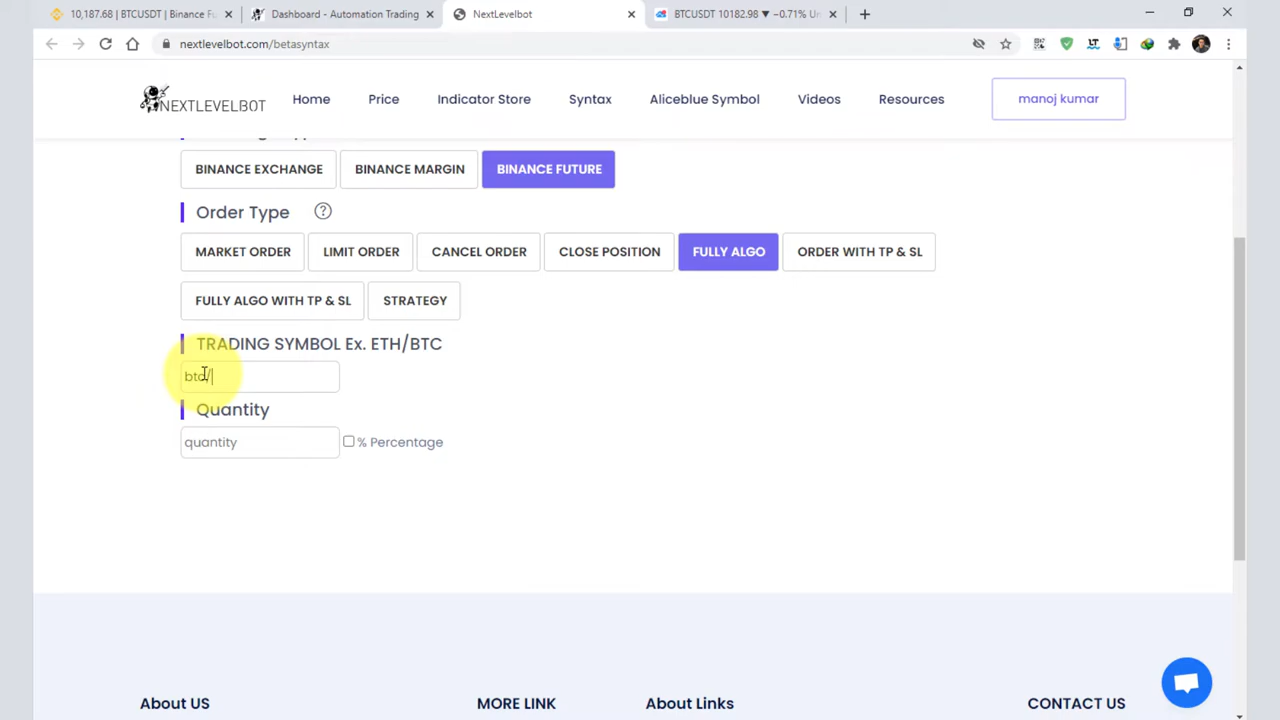 10,187.68 | BTCUSDT | Binance Fu
Dashboard - Automation Trading
NextLevelbot
BTCUSDT 10182.98 ▼ −0.71% Un
nextlevelbot.com/betasyntax
NEXTLEVELBOT
Home
Price
Indicator Store
Syntax
Aliceblue Symbol
Videos
Resources
manoj kumar
BINANCE EXCHANGE
BINANCE MARGIN
BINANCE FUTURE
Order Type
MARKET ORDER
LIMIT ORDER
CANCEL ORDER
CLOSE POSITION
FULLY ALGO
ORDER WITH TP & SL
FULLY ALGO WITH TP & SL
STRATEGY
TRADING SYMBOL Ex. ETH/BTC
btc/
Quantity
quantity
% Percentage
About US
MORE LINK
About Links
CONTACT US